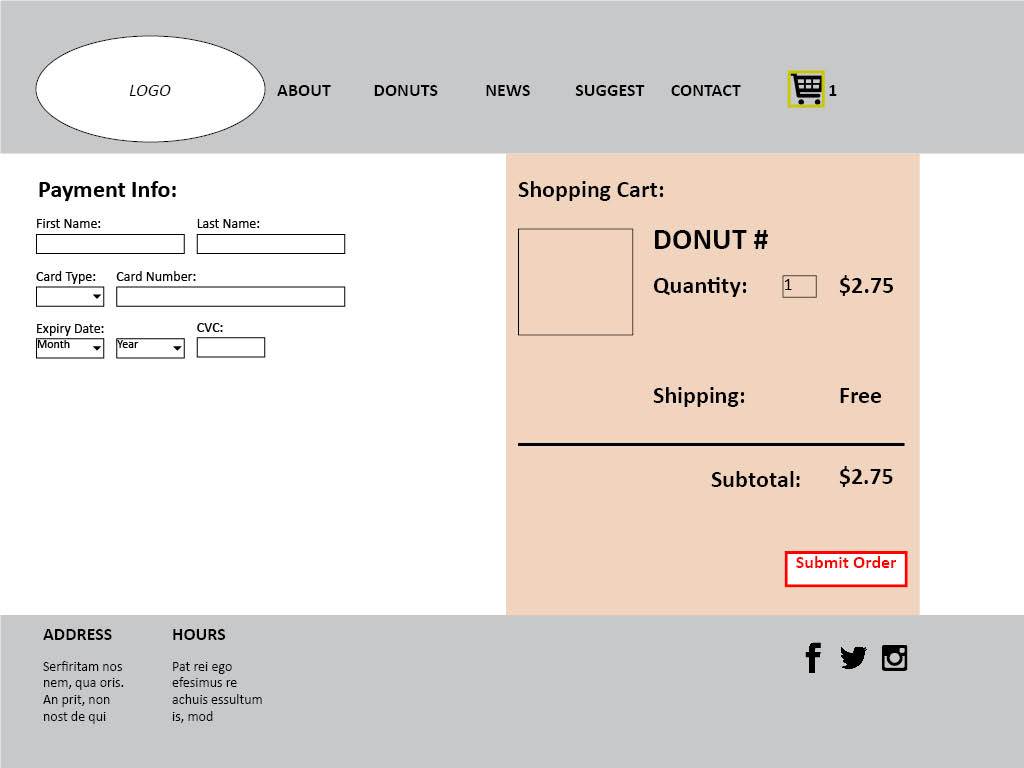 LOGO
ABOUT
DONUTS
NEWS
SUGGEST
CONTACT
1
Payment Info:
First Name:
Last Name:
Card Type:
Card Number:
Expiry Date:
CVC:
Month
Year
Shopping Cart:
DONUT #
Quantity:
1
$2.75
Shipping:
Free
Subtotal:
$2.75
Submit Order
ADDRESS
Serfiritam nos
nem, qua oris.
An prit, non
nost de qui
HOURS
Pat rei ego
efesimus re
achuis essultum
is, mod